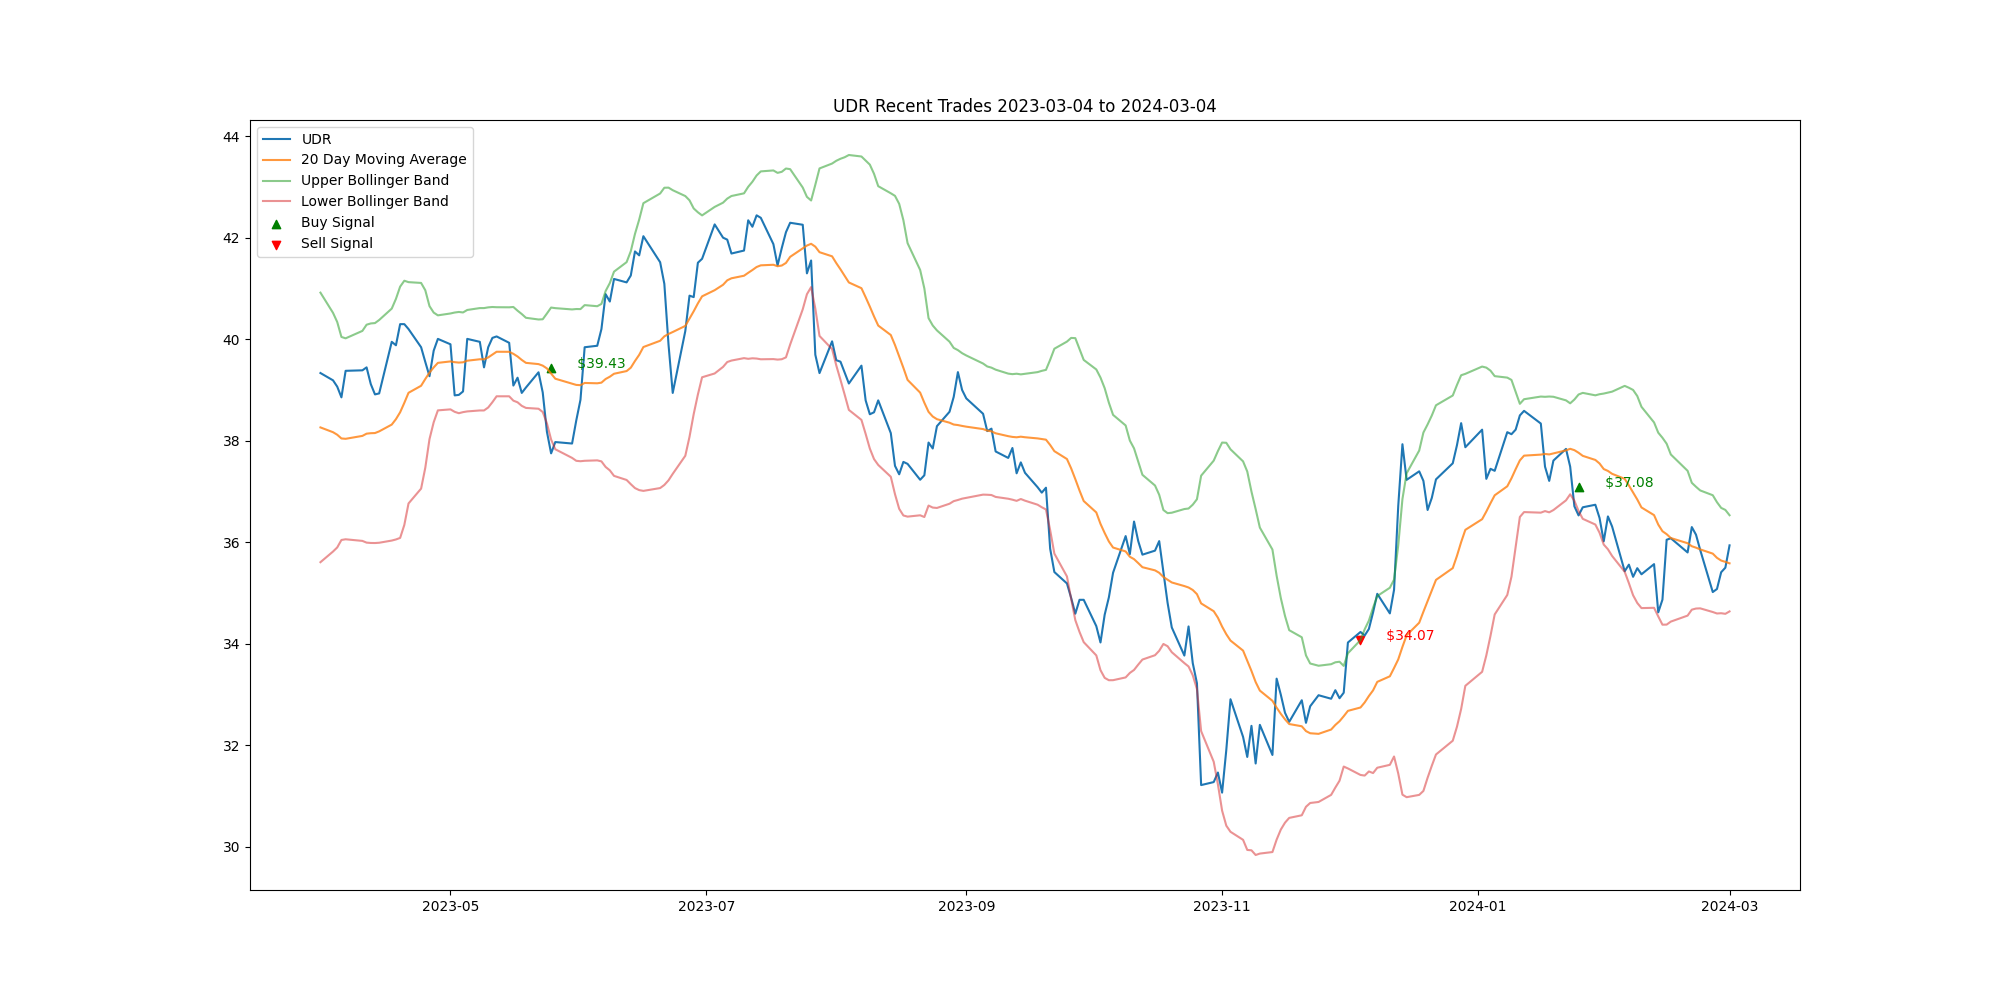 UDR Recent Trades 2023-03-04 to 2024-03-04
44
42
40
38
36
34
32
30
UDR
20 Day Moving Average
Upper Bollinger Band
Lower Bollinger Band
Buy Signal
Sell Signal
$39.43
$37.08
$34.07
2023-05
2023-07
2023-09
2023-11
2024-01
2024-03